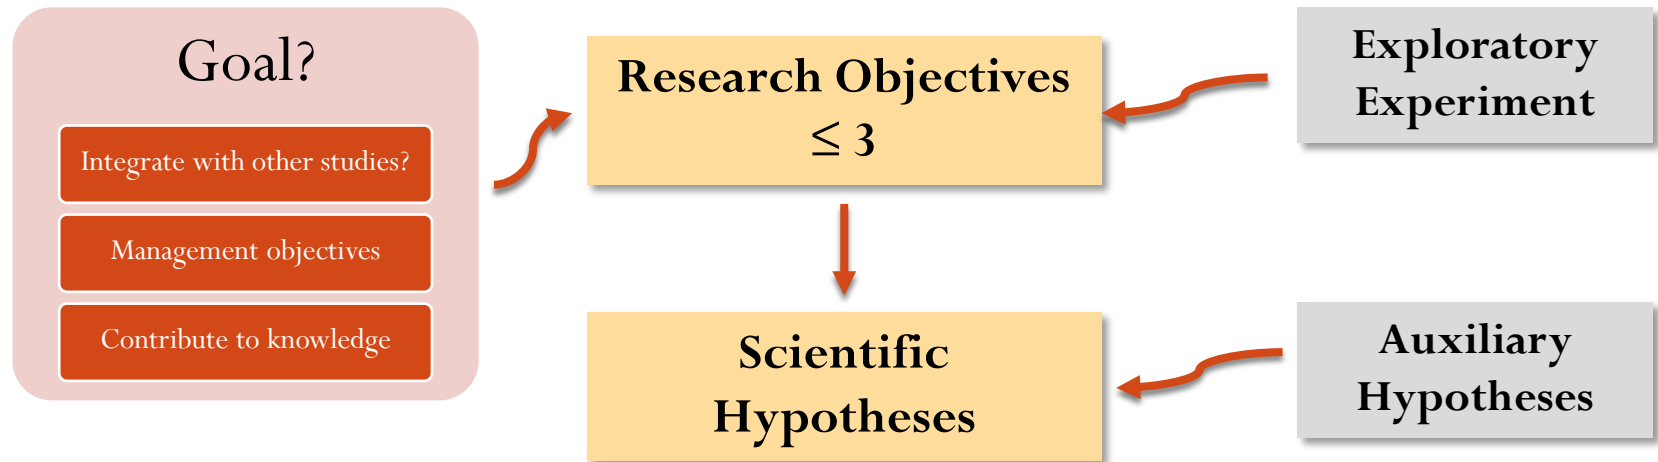 Goal?
Integrate with other studies?
Management objectives
Contribute to knowledge
Research Objectives
≤ 3
Scientific
Hypotheses
Exploratory
Experiment
Auxiliary
Hypotheses